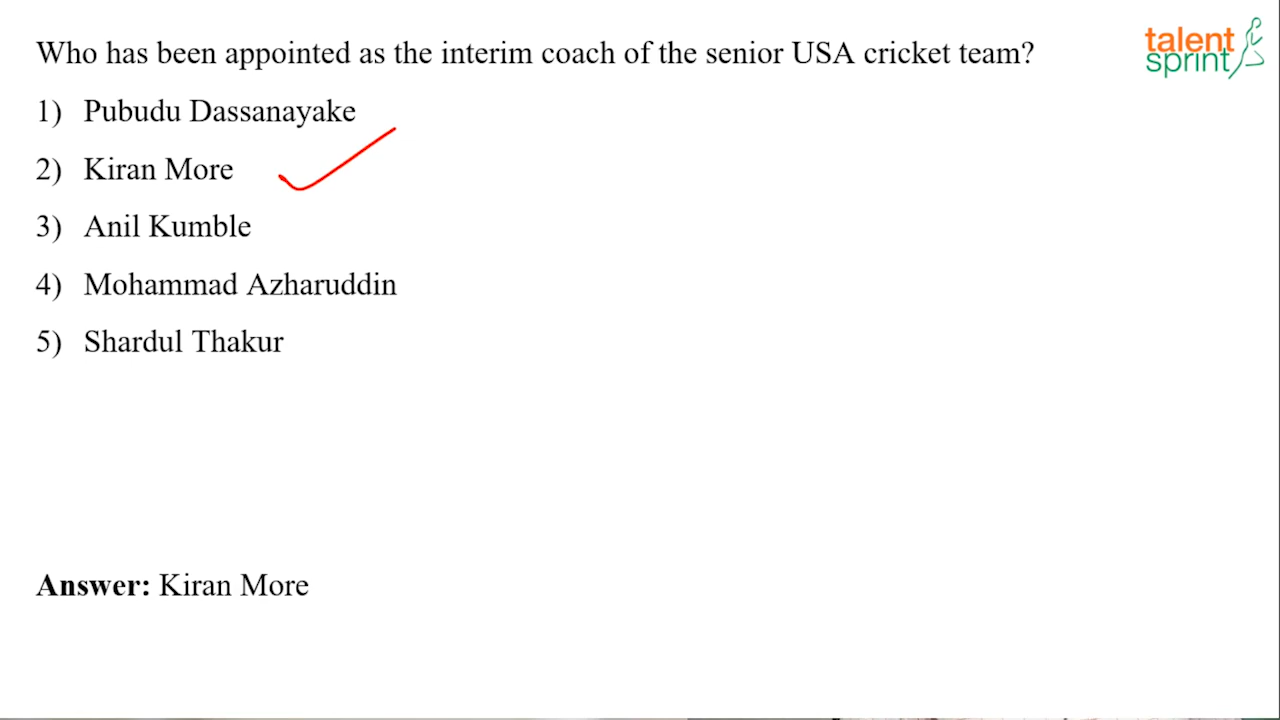 Who has been appointed as the interim coach of the senior USA cricket team?
talent
sprint
1) Pubudu Dassanayake
2) Kiran More
3) Anil Kumble
4) Mohammad Azharuddin
5) Shardul Thakur
Answer: Kiran More